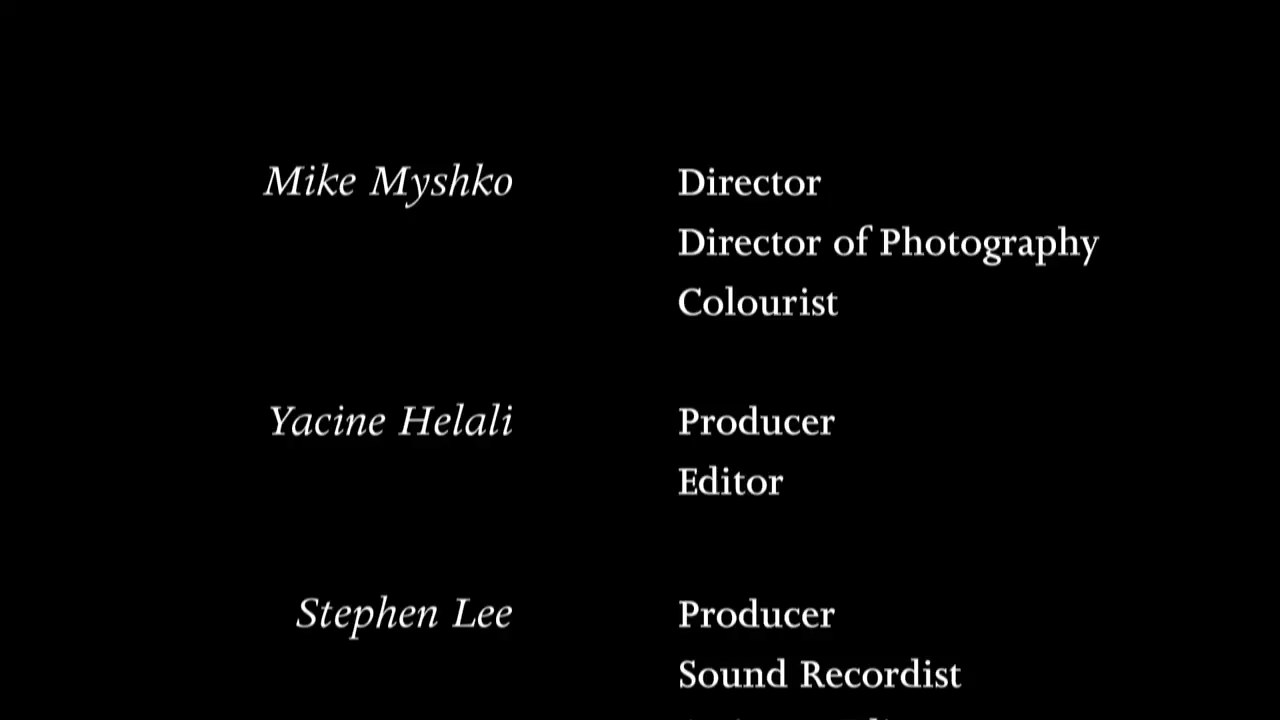 Mike Myshko Director
Director of Photography
Colourist
Yacine Helali Producer
Editor
Stephen Lee Producer
Sound Recordist